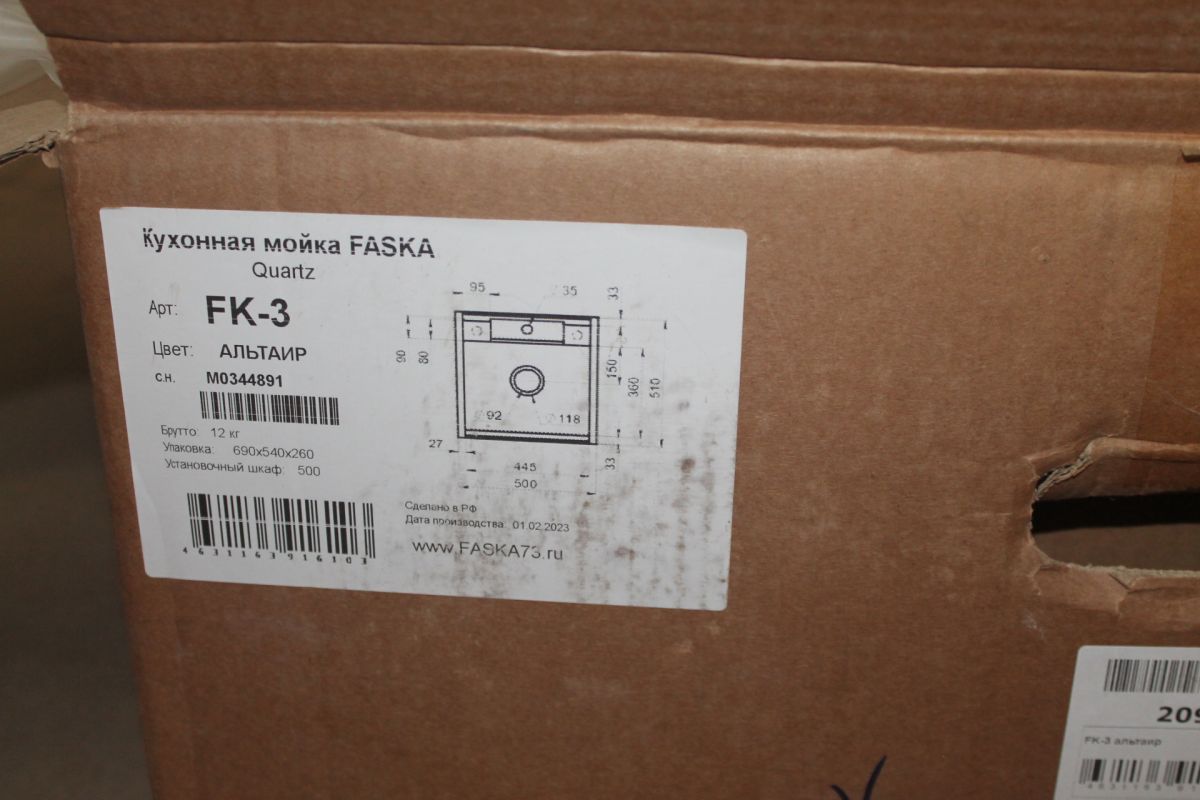 Кухонная мойка FASKA
Quartz
Арт: FK-3
Цвет: АЛЬТАИР
с.н. M0344891
Брутто: 12 кг
Упаковка: 690x540x260
Установочный шкаф: 500
4631163916103
95
35
33
90
80
150
360
510
92
118
27
445
33
500
Сделано в РФ
Дата производства: 01.02.2023
www.FASKA73.ru
209
FK-3 альтаир